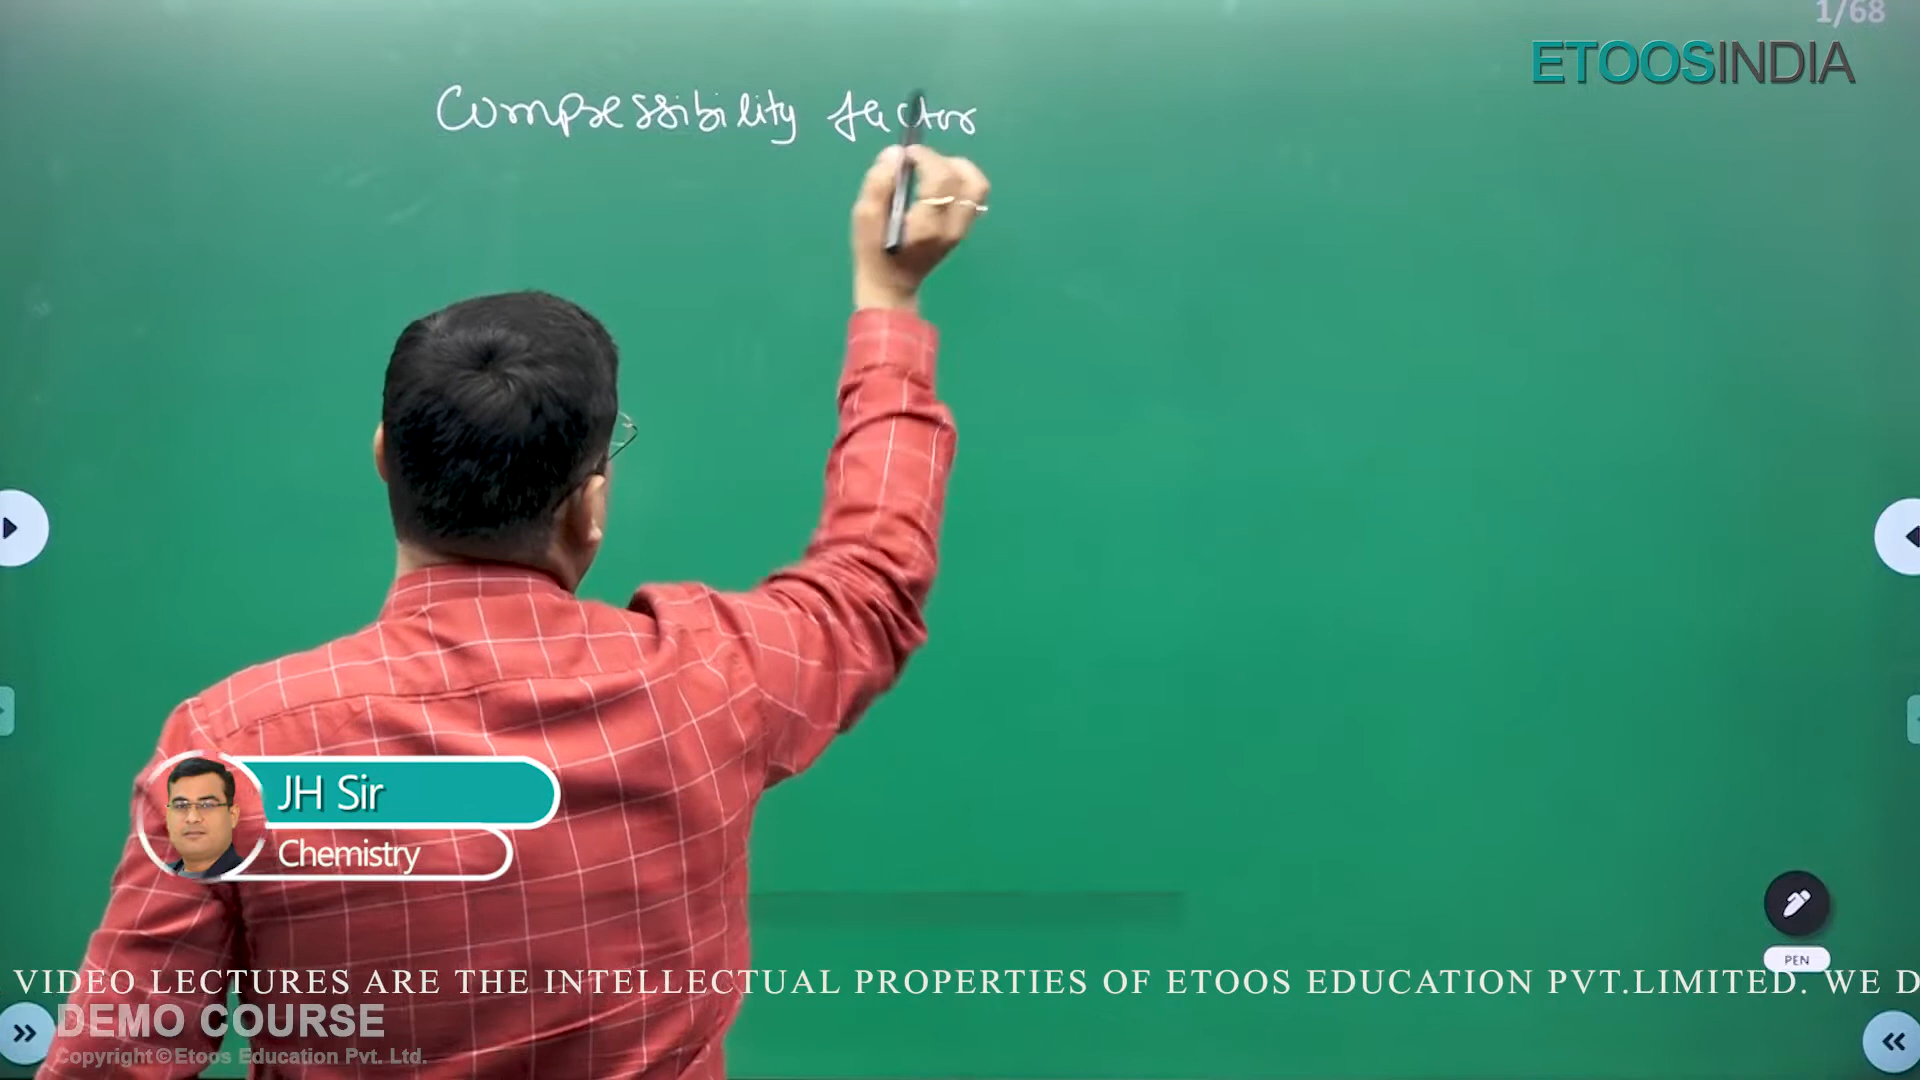 1/68
ETOOSINDIA
Compressibility factor
JH Sir
Chemistry
PEN
VIDEO LECTURES ARE THE INTELLECTUAL PROPERTIES OF ETOOS EDUCATION PVT.LIMITED. WE D
DEMO COURSE
Copyright©Etoos Education Pvt. Ltd.